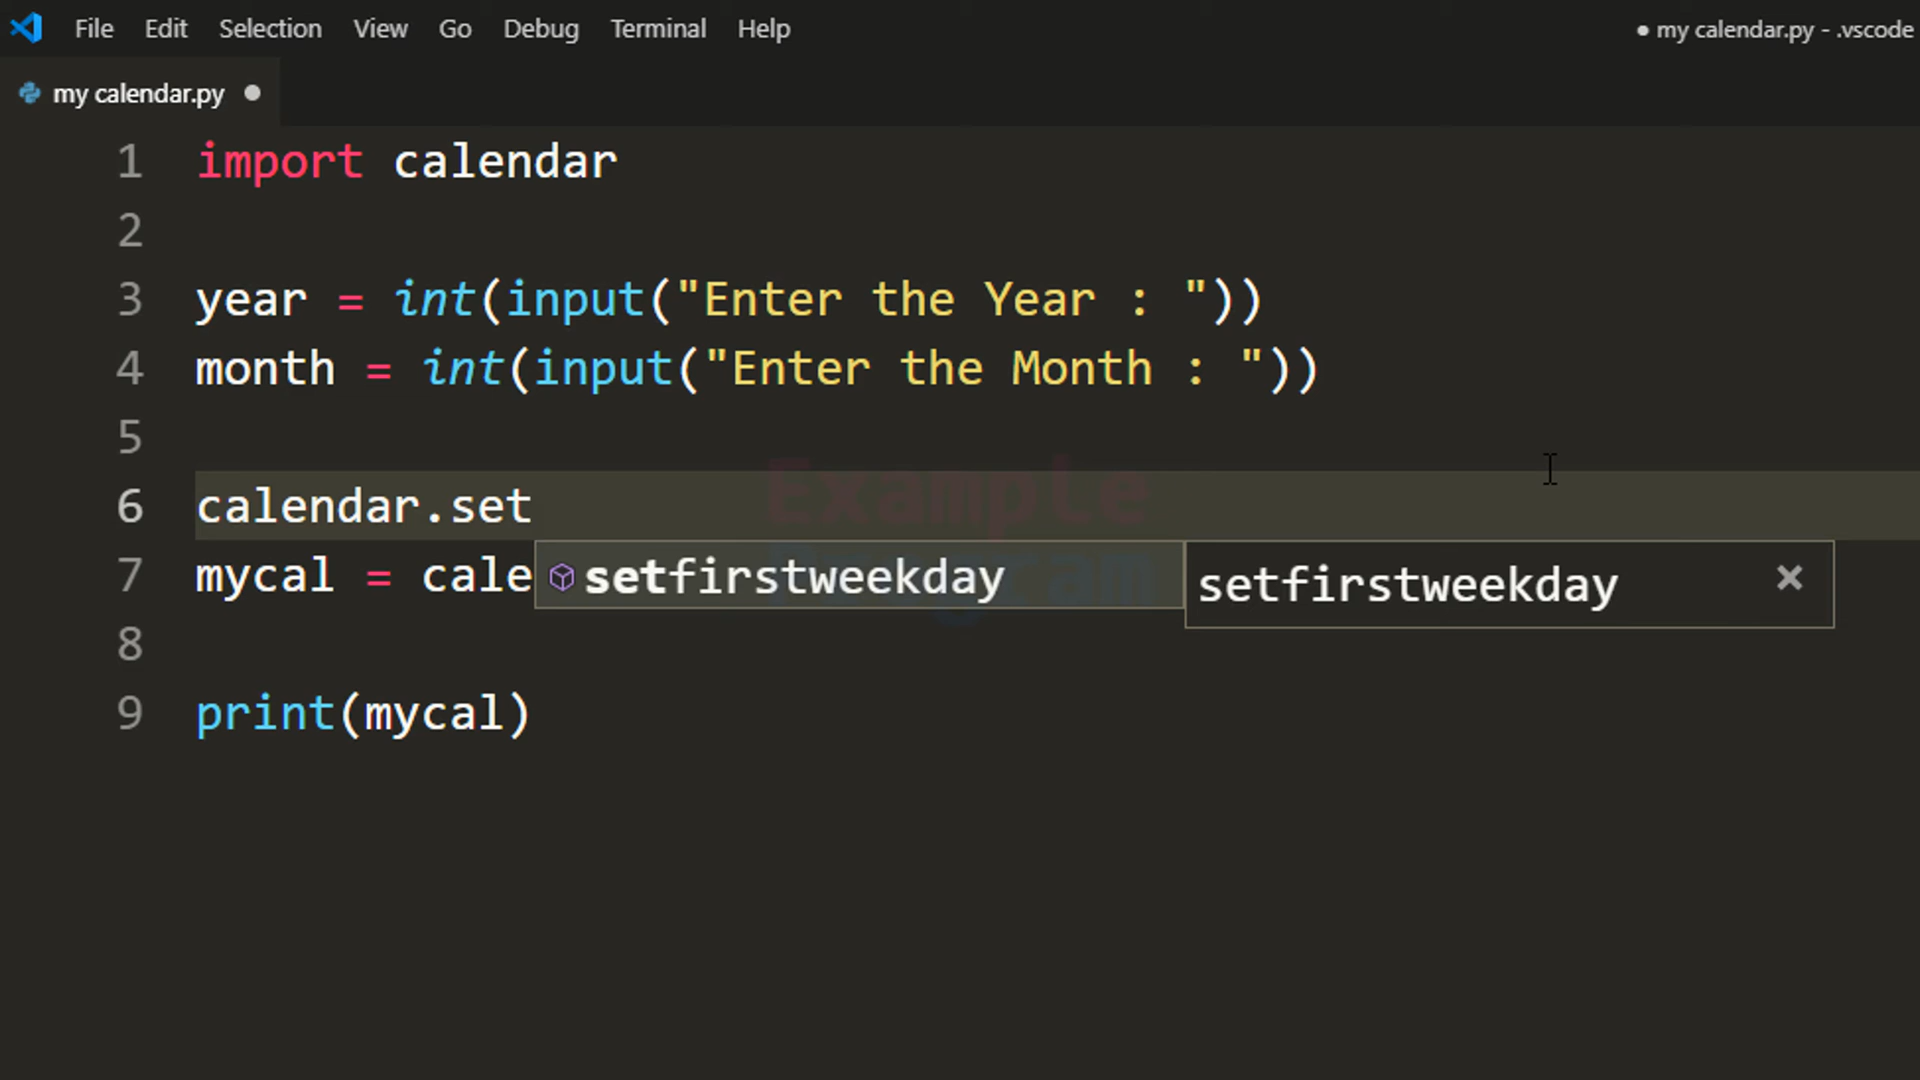 File Edit Selection View Go Debug Terminal Help ● my calendar.py - .vscode
my calendar.py ●
1 import calendar
2
3 year = int(input("Enter the Year : "))
4 month = int(input("Enter the Month : "))
5
6 calendar.set
Example
7 mycal = cale setfirstweekday setfirstweekday ×
Program
8
9 print(mycal)